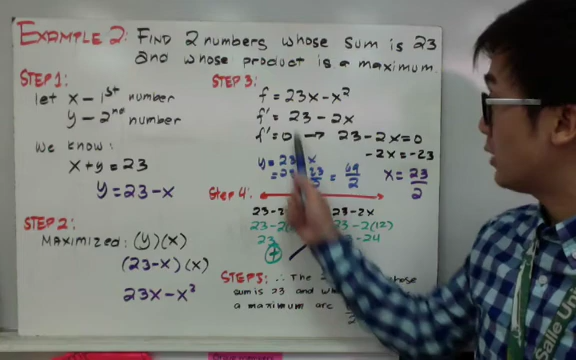 EXAMPLE 2: FIND 2 NUMBERS WHOSE SUM IS 23
AND WHOSE PRODUCT IS A MAXIMUM.
STEP 1:
let x - 1st number
y - 2nd number
We know:
x + y = 23
y = 23 - x
STEP 2:
MAXIMIZED: (y)(x)
(23-x)(x)
23x - x²
STEP 3:
f = 23x - x²
f' = 23 - 2x
f' = 0 → 23 - 2x = 0
-2x = -23
x = 23/2
y = 23 x
Step 4:
23 - 2x
23 - 2(12)
23 - 24
+
STEP 5: ∴ The
sum is 23 and
a maximum are